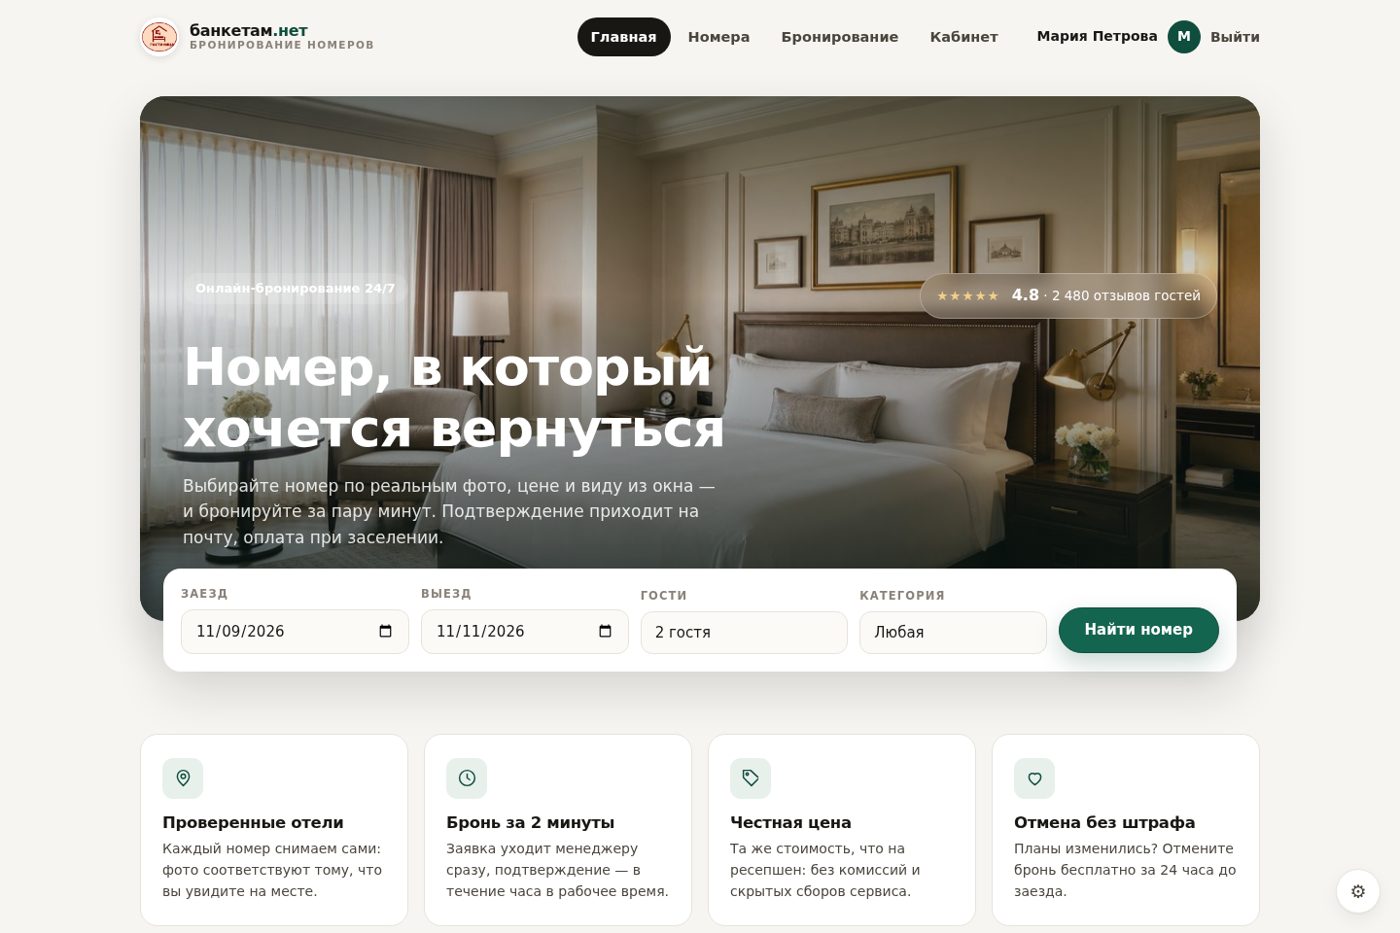 банкетам.нет
БРОНИРОВАНИЕ НОМЕРОВ
Главная
Номера
Бронирование
Кабинет
Мария Петрова
М
Выйти
Онлайн-бронирование 24/7
★★★★★ 4.8 · 2 480 отзывов гостей
Номер, в который
хочется вернуться
Выбирайте номер по реальным фото, цене и виду из окна —
и бронируйте за пару минут. Подтверждение приходит на
почту, оплата при заселении.
ЗАЕЗД
11/09/2026
ВЫЕЗД
11/11/2026
ГОСТИ
2 гостя
КАТЕГОРИЯ
Любая
Найти номер
Проверенные отели
Каждый номер снимаем сами:
фото соответствуют тому, что
вы увидите на месте.
Бронь за 2 минуты
Заявка уходит менеджеру
сразу, подтверждение — в
течение часа в рабочее время.
Честная цена
Та же стоимость, что на
ресепшен: без комиссий и
скрытых сборов сервиса.
Отмена без штрафа
Планы изменились? Отмените
бронь бесплатно за 24 часа до
заезда.